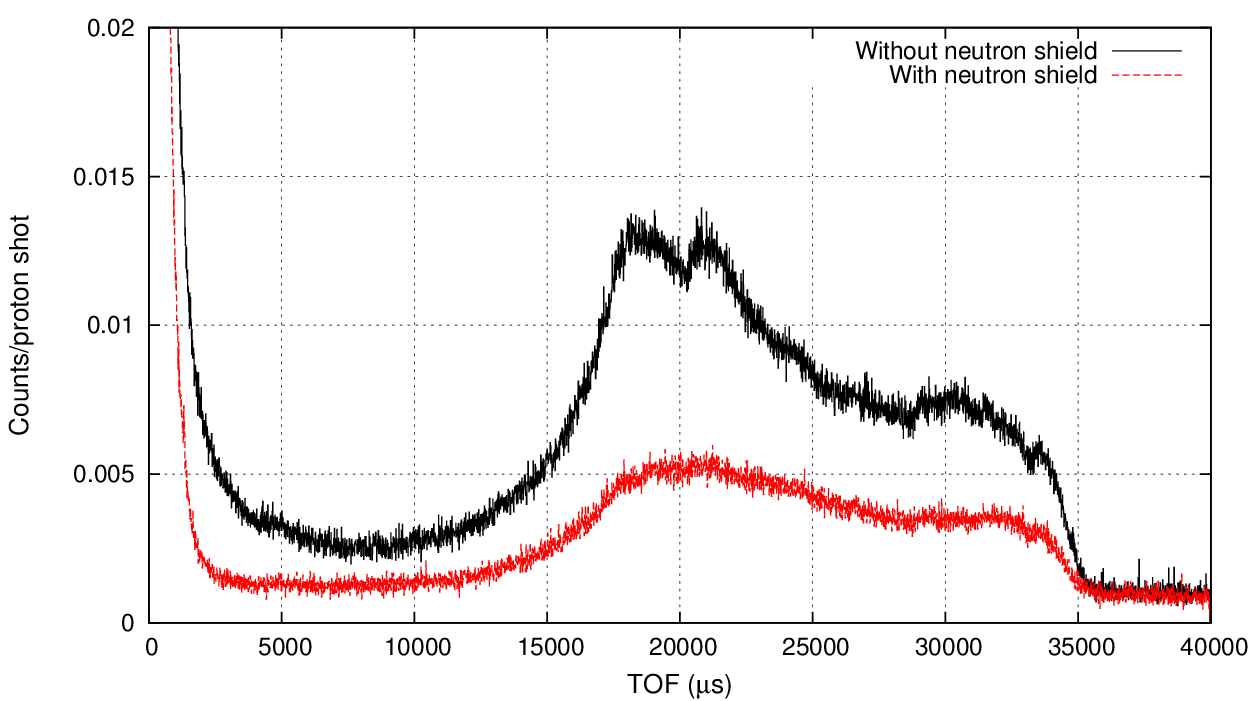 0.02
0.015
0.01
0.005
0
Counts/proton shot
Without neutron shield
With neutron shield
0 5000 10000 15000 20000 25000 30000 35000 40000
TOF (μs)